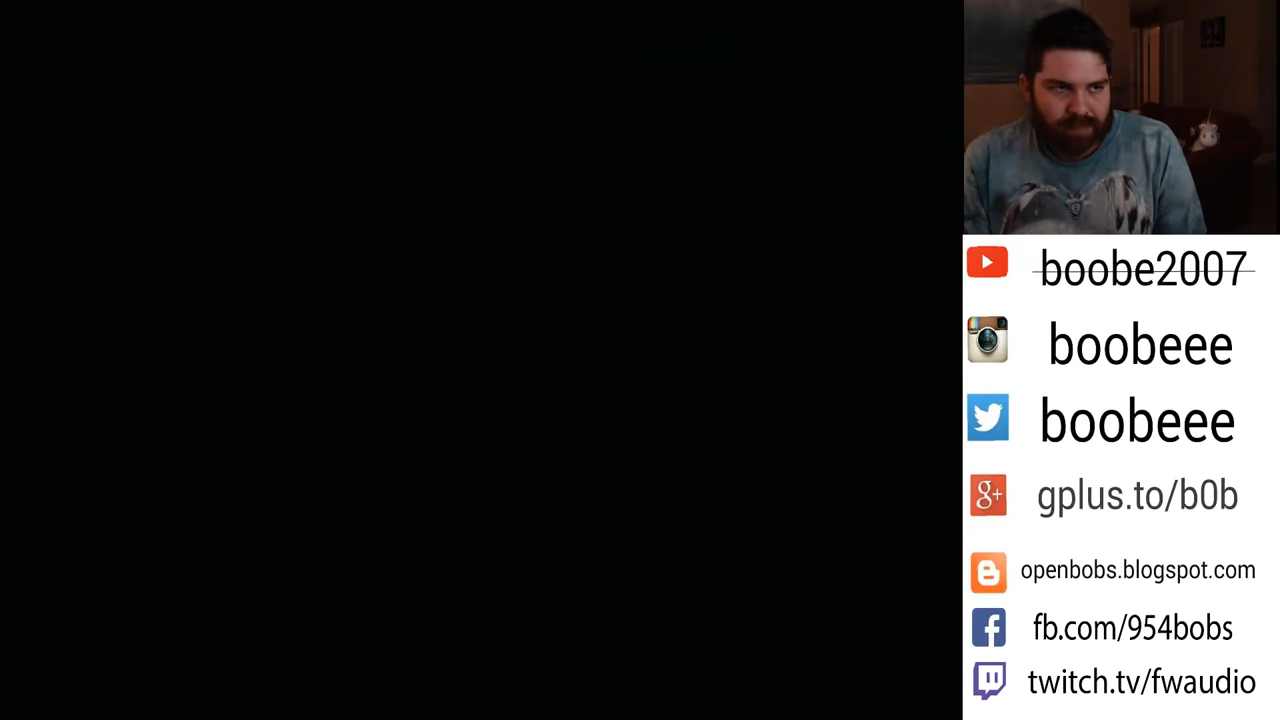 boobe2007
boobeee
boobeee
g+
gplus.to/b0b
openbobs.blogspot.com
fb.com/954bobs
twitch.tv/fwaudio